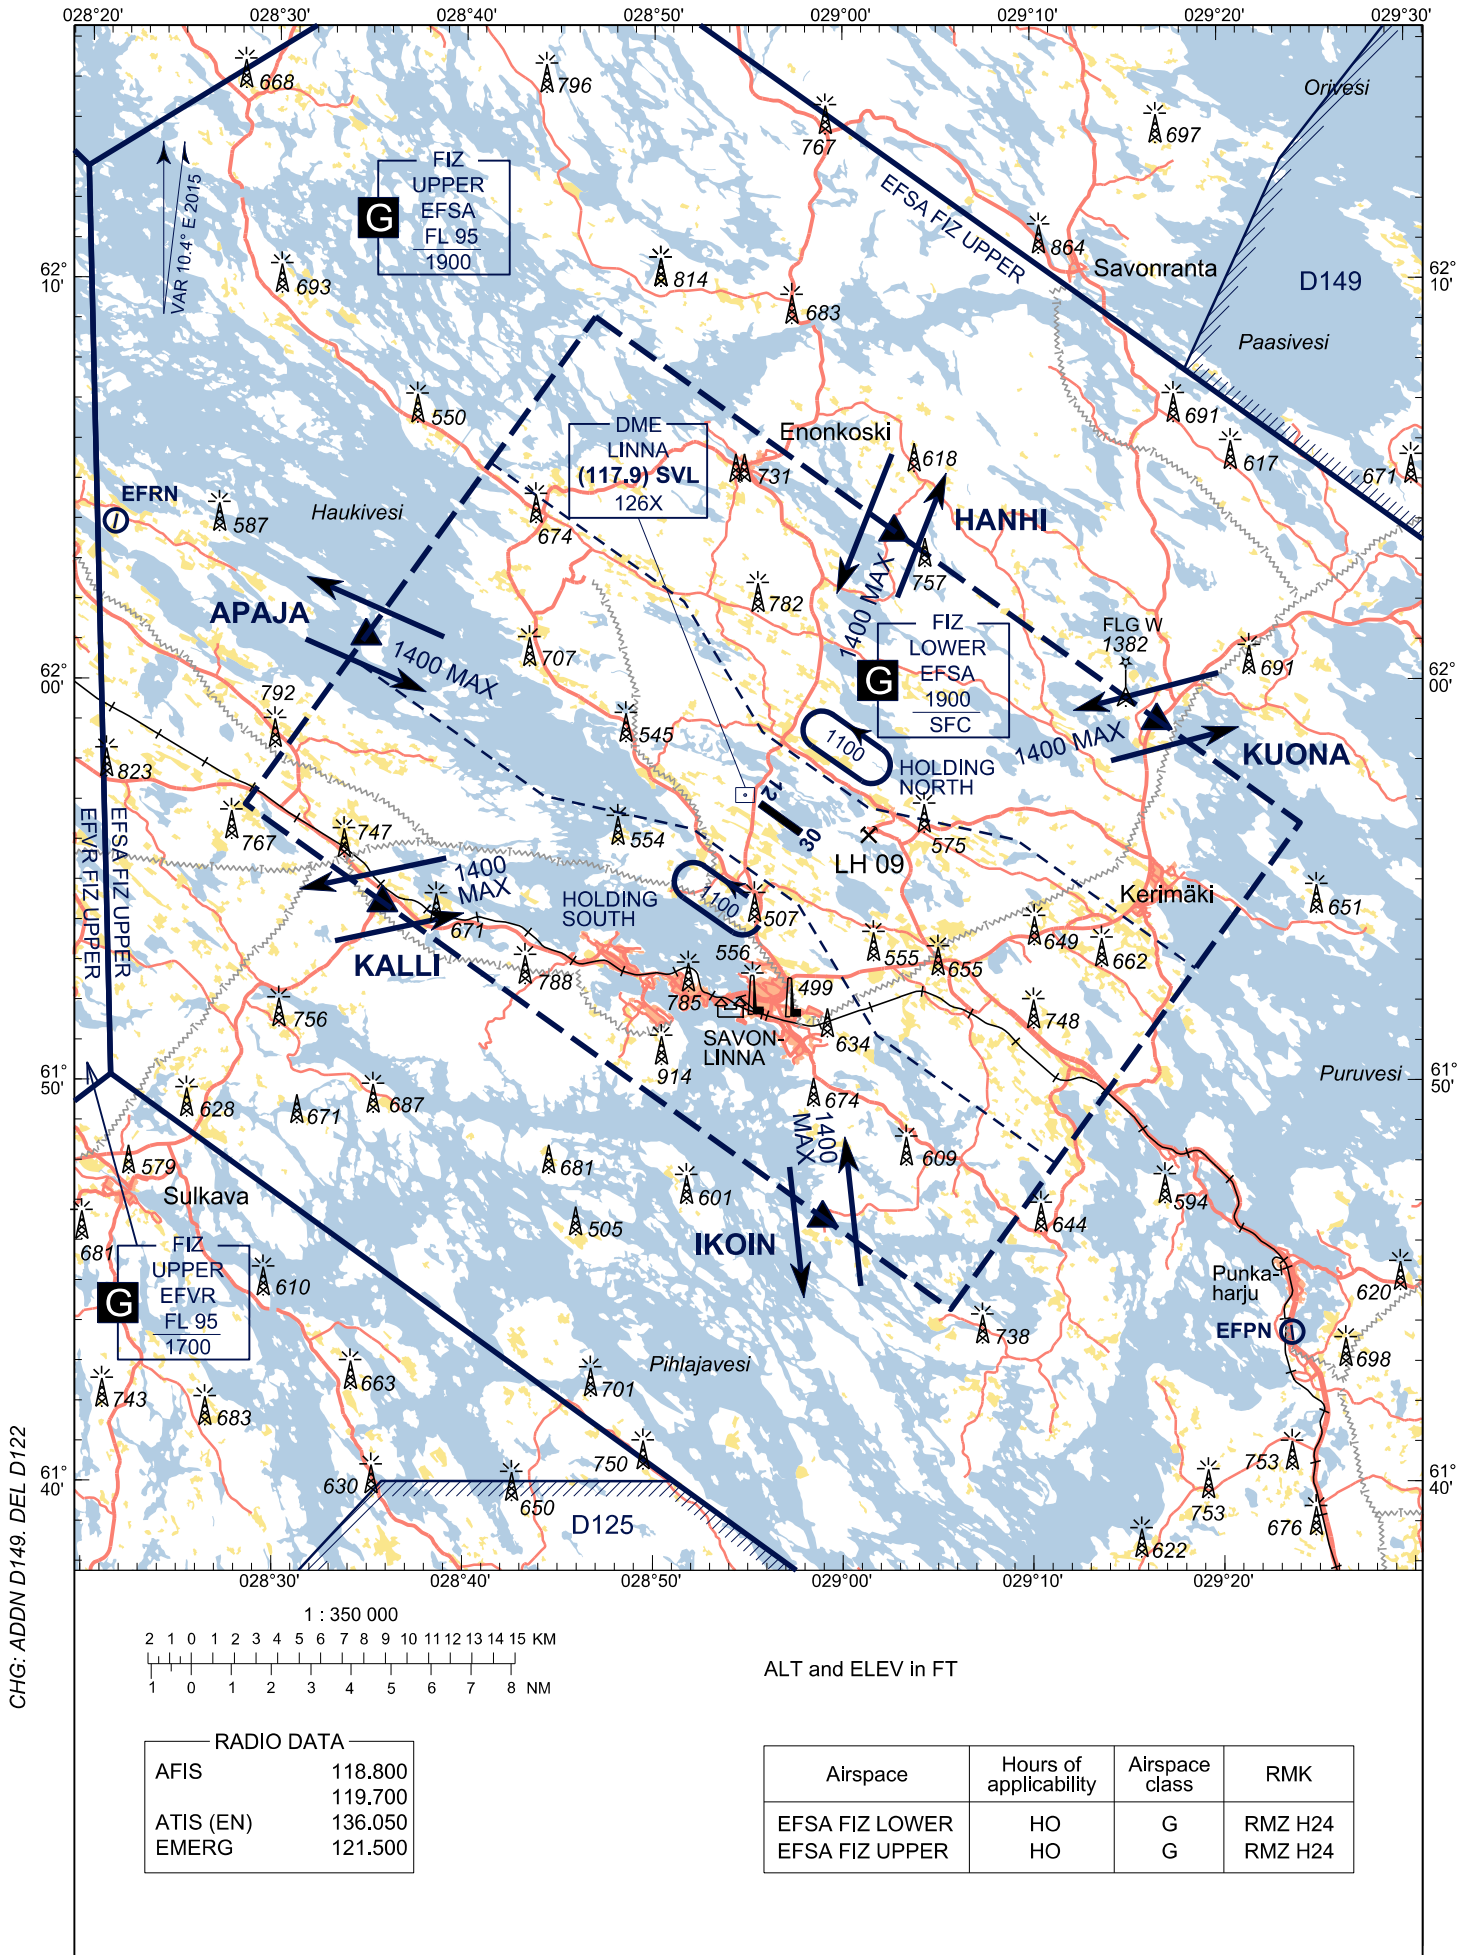 028°20' 028°30' 028°40' 028°50' 029°00' 029°10' 029°20' 029°30'
668
796
767
697
Orivesi
VAR 10.4° E 2015
FIZ
UPPER
EFSA
FL 95
1900
G
EFSA FIZ UPPER
864
Savonranta
62°
10'
62°
10'
693
814
683
D149
Paasivesi
550
DME
LINNA
(117.9) SVL
126X
Enonkoski
731
618
691
617
671
EFRN
587
Haukivesi
674
HANHI
757
1400 MAX
782
APAJA
1400 MAX
707
FIZ
LOWER
EFSA
1900
SFC
G
FLG W
1382
691
62°
00'
62°
00'
792
545
1100
HOLDING
NORTH
1400 MAX
KUONA
823
EFSA FIZ UPPER
EFVR FIZ UPPER
767
747
554
12
30
LH 09
575
1400
MAX
671
KALLI
HOLDING
SOUTH
1100
507
Kerimäki
651
556
555
655
649
662
788
785
499
SAVON-
LINNA
634
748
756
914
Puruvesi
61°
50'
61°
50'
628
671
687
674
1400
MAX
609
579
Sulkava
681
601
505
594
644
681
IKOIN
FIZ
UPPER
EFVR
FL 95
1700
G
610
Punka-
harju
620
EFPN
738
698
Pihlajavesi
663
701
743
683
750
753
753
61°
40'
61°
40'
630
650
D125
676
622
028°30' 028°40' 028°50' 029°00' 029°10' 029°20'
CHG: ADDN D149. DEL D122
1 : 350 000
2 1 0 1 2 3 4 5 6 7 8 9 10 11 12 13 14 15 KM
1 0 1 2 3 4 5 6 7 8 NM
ALT and ELEV in FT
RADIO DATA
AFIS 118.800
119.700
ATIS (EN) 136.050
EMERG 121.500
Airspace Hours of applicability Airspace class RMK
EFSA FIZ LOWER HO G RMZ H24
EFSA FIZ UPPER HO G RMZ H24